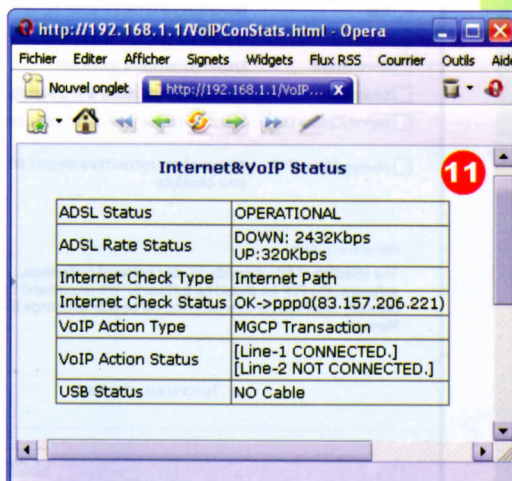 http://192.168.1.1/VoIPConStats.html - Opera
Fichier Editer Afficher Signets Widgets Flux RSS Courrier Outils Aide
Nouvel onglet http://192.168.1.1/VoIP... X
Internet&VoIP Status
11
ADSL Status OPERATIONAL
ADSL Rate Status DOWN: 2432Kbps
UP:320Kbps
Internet Check Type Internet Path
Internet Check Status OK->ppp0(83.157.206.221)
VoIP Action Type MGCP Transaction
VoIP Action Status [Line-1 CONNECTED.]
[Line-2 NOT CONNECTED.]
USB Status NO Cable